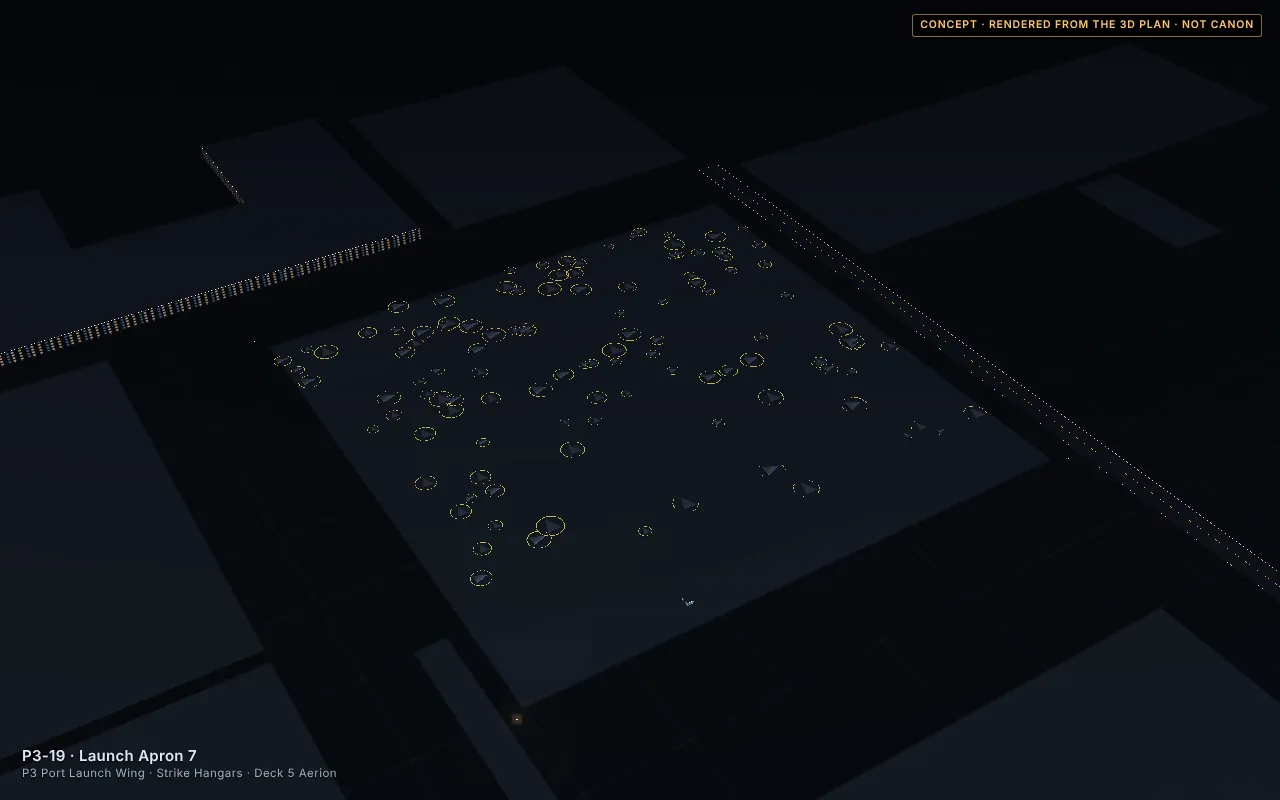 CONCEPT · RENDERED FROM THE 3D PLAN · NOT CANON
P3-19 · Launch Apron 7
P3 Port Launch Wing · Strike Hangars · Deck 5 Aerion